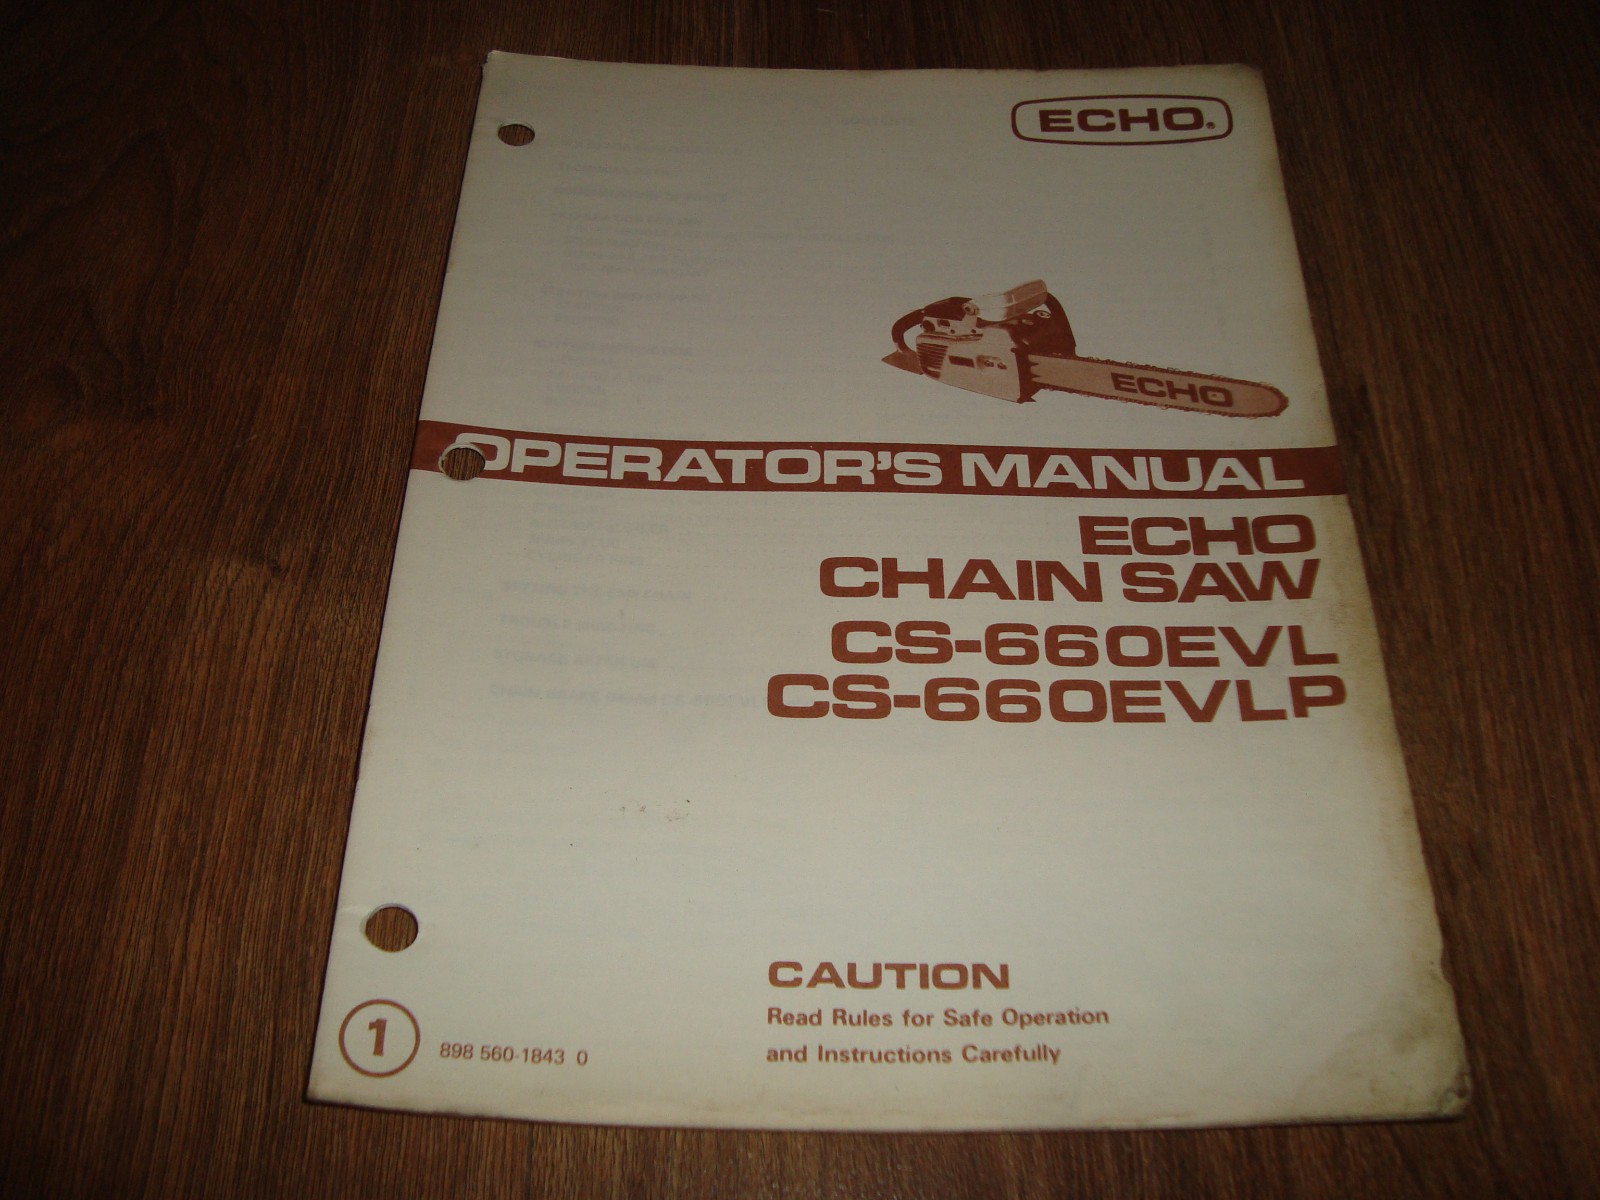 ECHO®
ECHO
OPERATOR'S MANUAL
ECHO
CHAIN SAW
CS-660EVL
CS-660EVLP
CAUTION
Read Rules for Safe Operation
and Instructions Carefully
1
898 560-1843 0